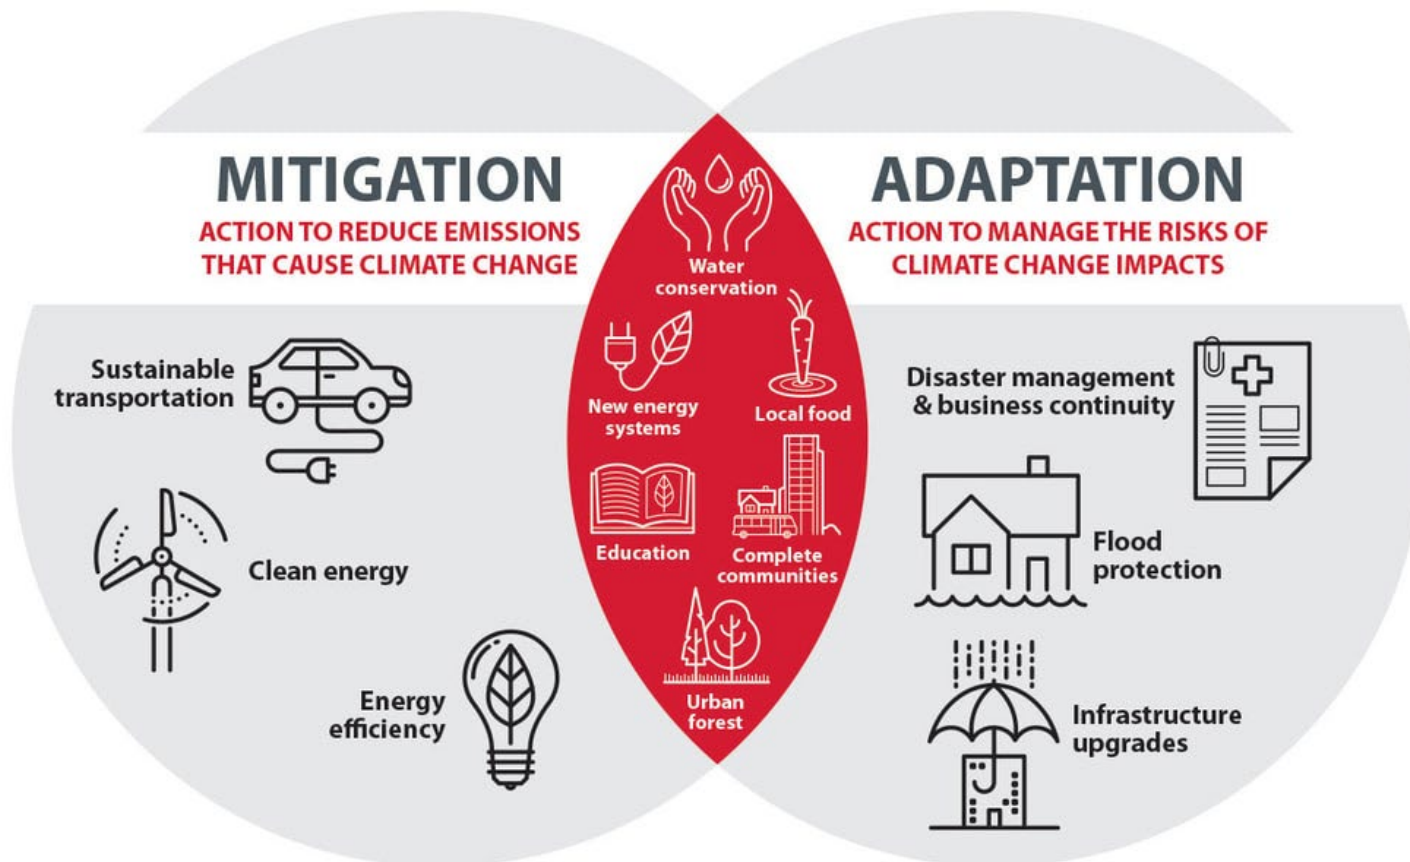 MITIGATION
ACTION TO REDUCE EMISSIONS
THAT CAUSE CLIMATE CHANGE
Sustainable
transportation
Clean energy
Energy
efficiency
Water
conservation
New energy
systems
Local food
Education
Complete
communities
Urban
forest
ADAPTATION
ACTION TO MANAGE THE RISKS OF
CLIMATE CHANGE IMPACTS
Disaster management
& business continuity
Flood
protection
Infrastructure
upgrades